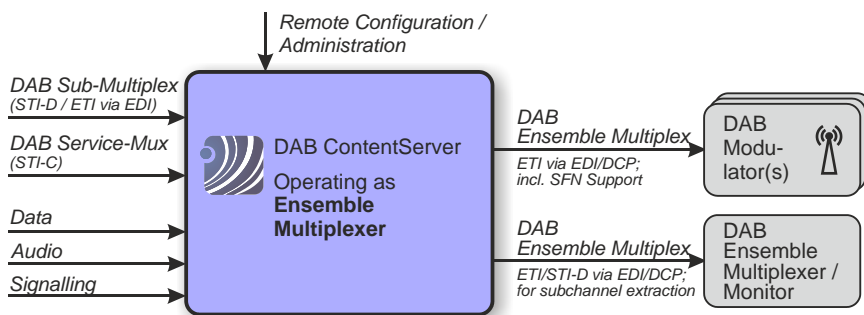 Remote Configuration /
Administration
DAB Sub-Multiplex
(STI-D / ETI via EDI)
DAB Service-Mux
(STI-C)
Data
Audio
Signalling
DAB ContentServer
Operating as
Ensemble
Multiplexer
DAB
Ensemble Multiplex
ETI via EDI/DCP;
incl. SFN Support
DAB
Ensemble Multiplex
ETI/STI-D via EDI/DCP;
for subchannel extraction
DAB
Modu-
lator(s)
DAB
Ensemble
Multiplexer /
Monitor